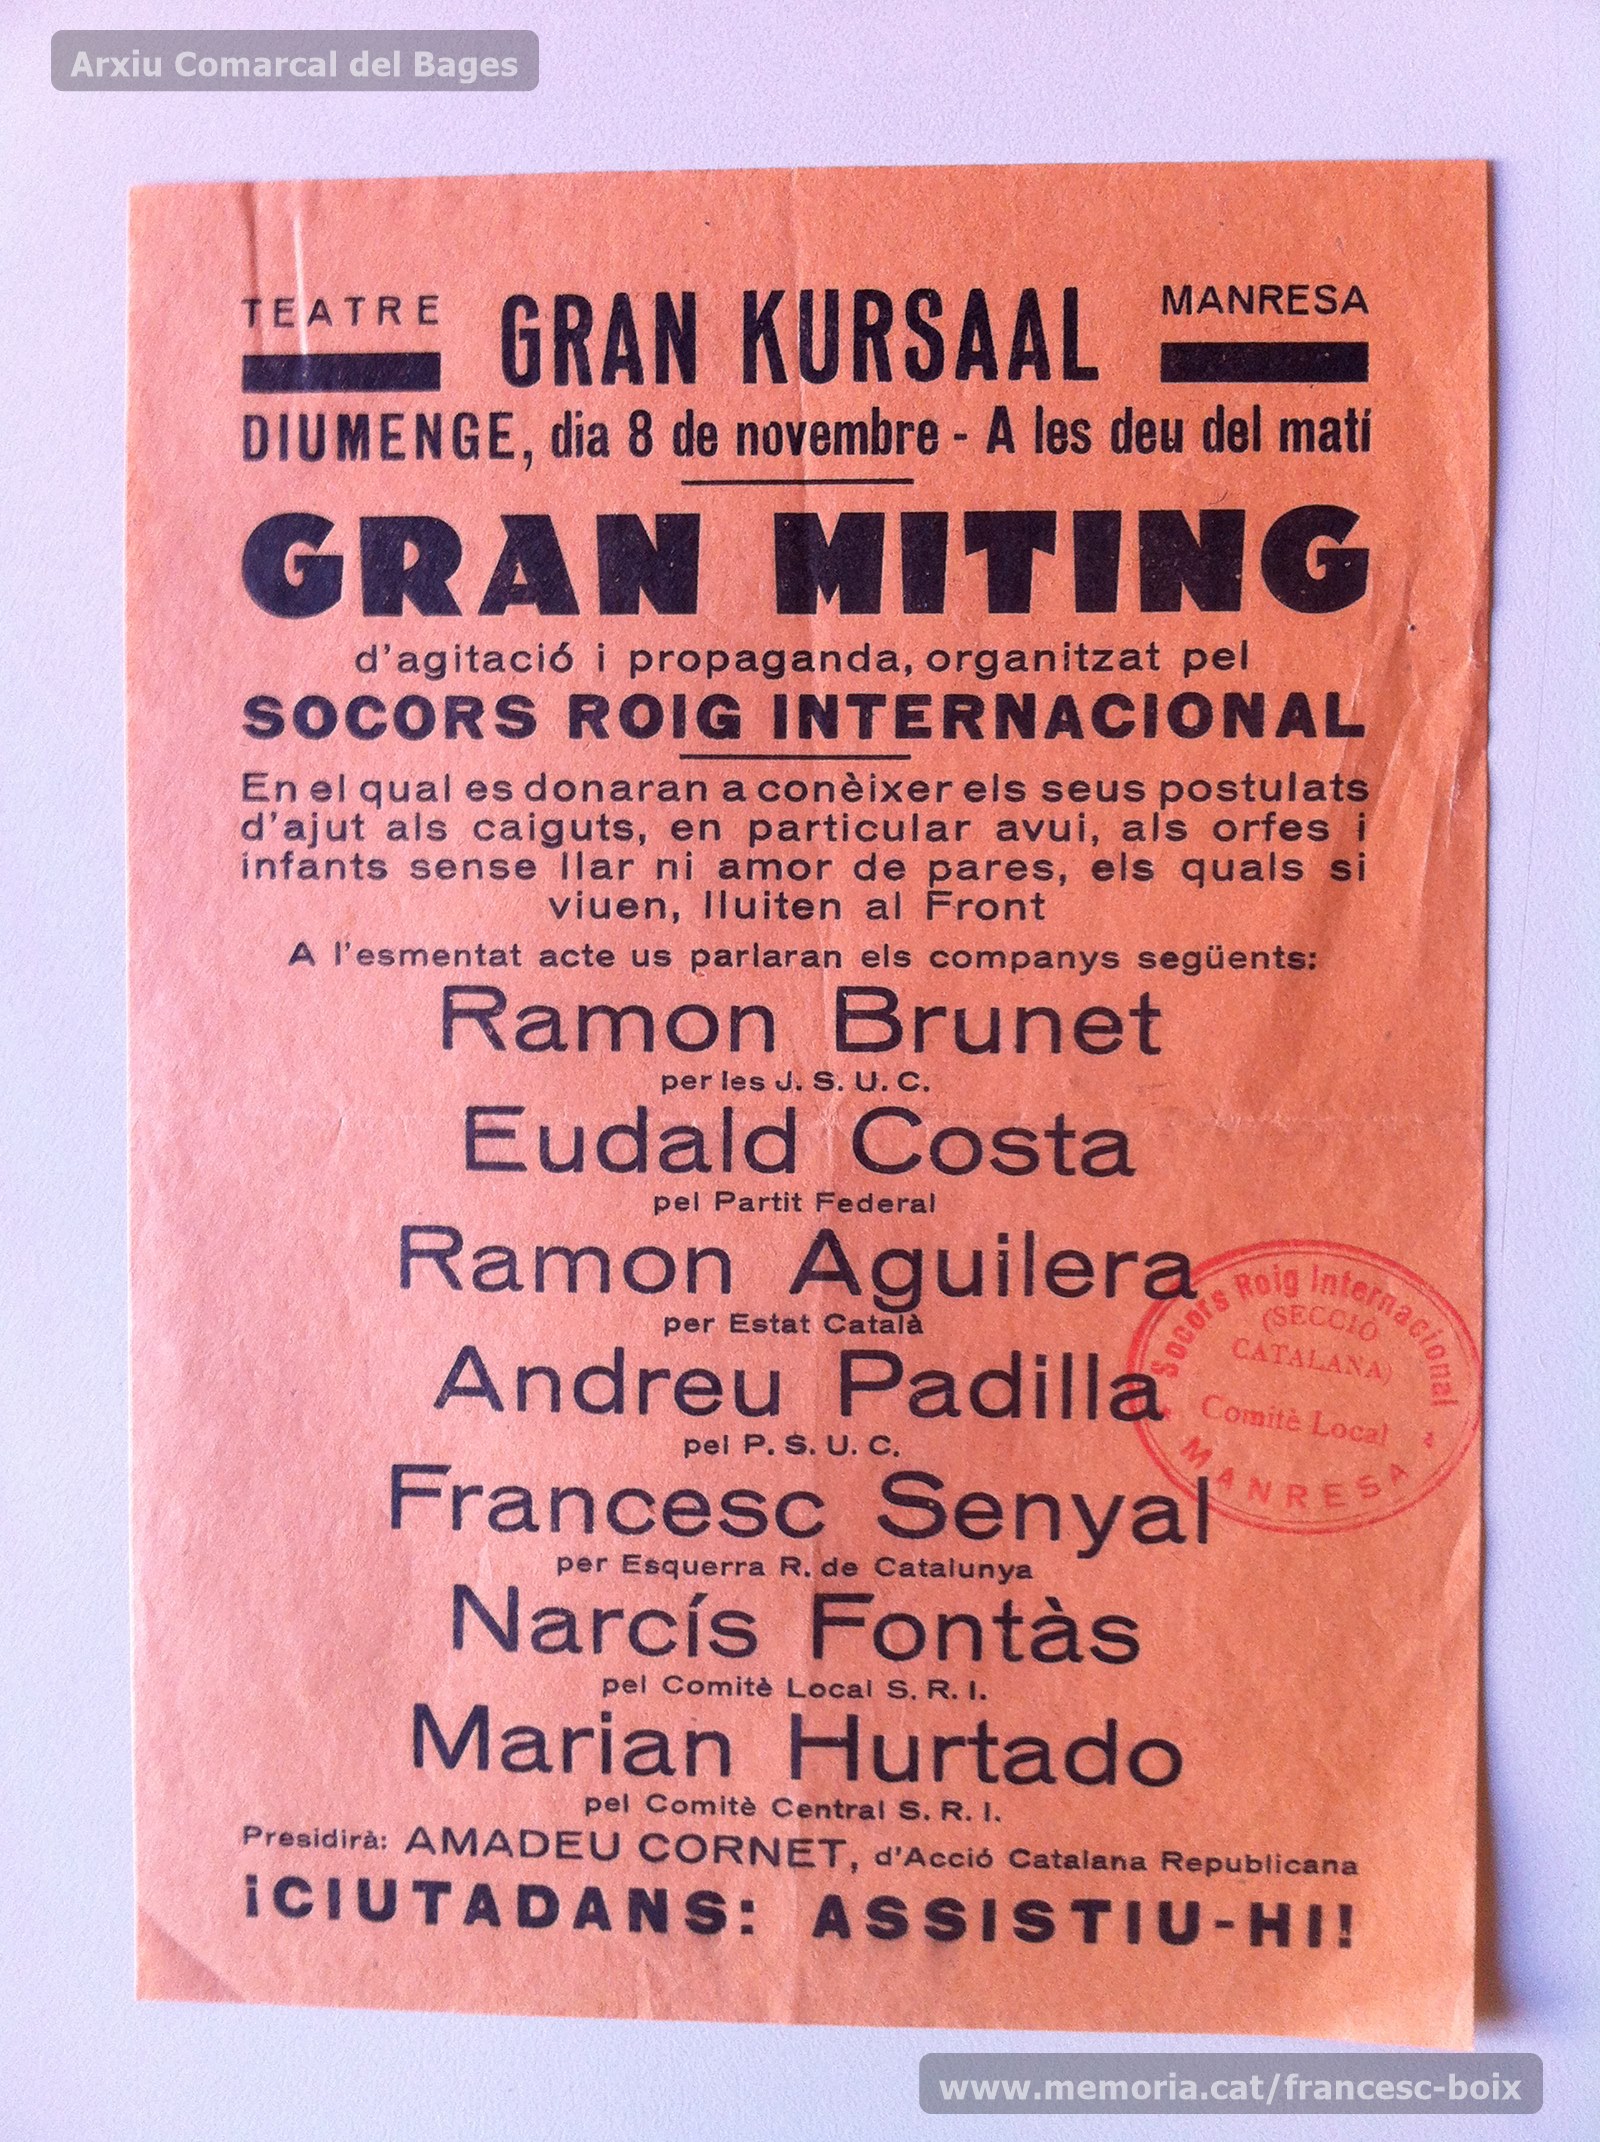 Arxiu Comarcal del Bages
TEATRE GRAN KURSAAL MANRESA
DIUMENGE, dia 8 de novembre - A les deu del matí
GRAN MITING
d'agitació i propaganda, organitzat pel
SOCORS ROIG INTERNACIONAL
En el qual es donaran a conèixer els seus postulats
d'ajut als caiguts, en particular avui, als orfes i
infants sense llar ni amor de pares, els quals si
viuen, lluiten al Front
A l'esmentat acte us parlaran els companys següents:
Ramon Brunet
per les J. S. U. C.
Eudald Costa
pel Partit Federal
Ramon Aguilera
per Estat Català
Andreu Padilla
pel P. S. U. C.
Francesc Senyal
per Esquerra R. de Catalunya
Narcís Fontàs
pel Comitè Local S. R. I.
Marian Hurtado
pel Comitè Central S. R. I.
Presidirà: AMADEU CORNET, d'Acció Catalana Republicana
¡CIUTADANS: ASSISTIU-HI!
Socors Roig Internacional
(SECCIÓ
CATALANA)
Comitè Local
MANRESA
www.memoria.cat/francesc-boix